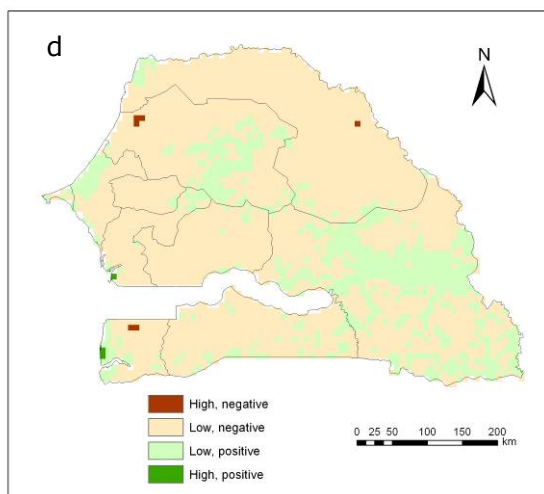 d
N
High, negative
Low, negative
Low, positive
High, positive
0 25 50 100 150 200
km